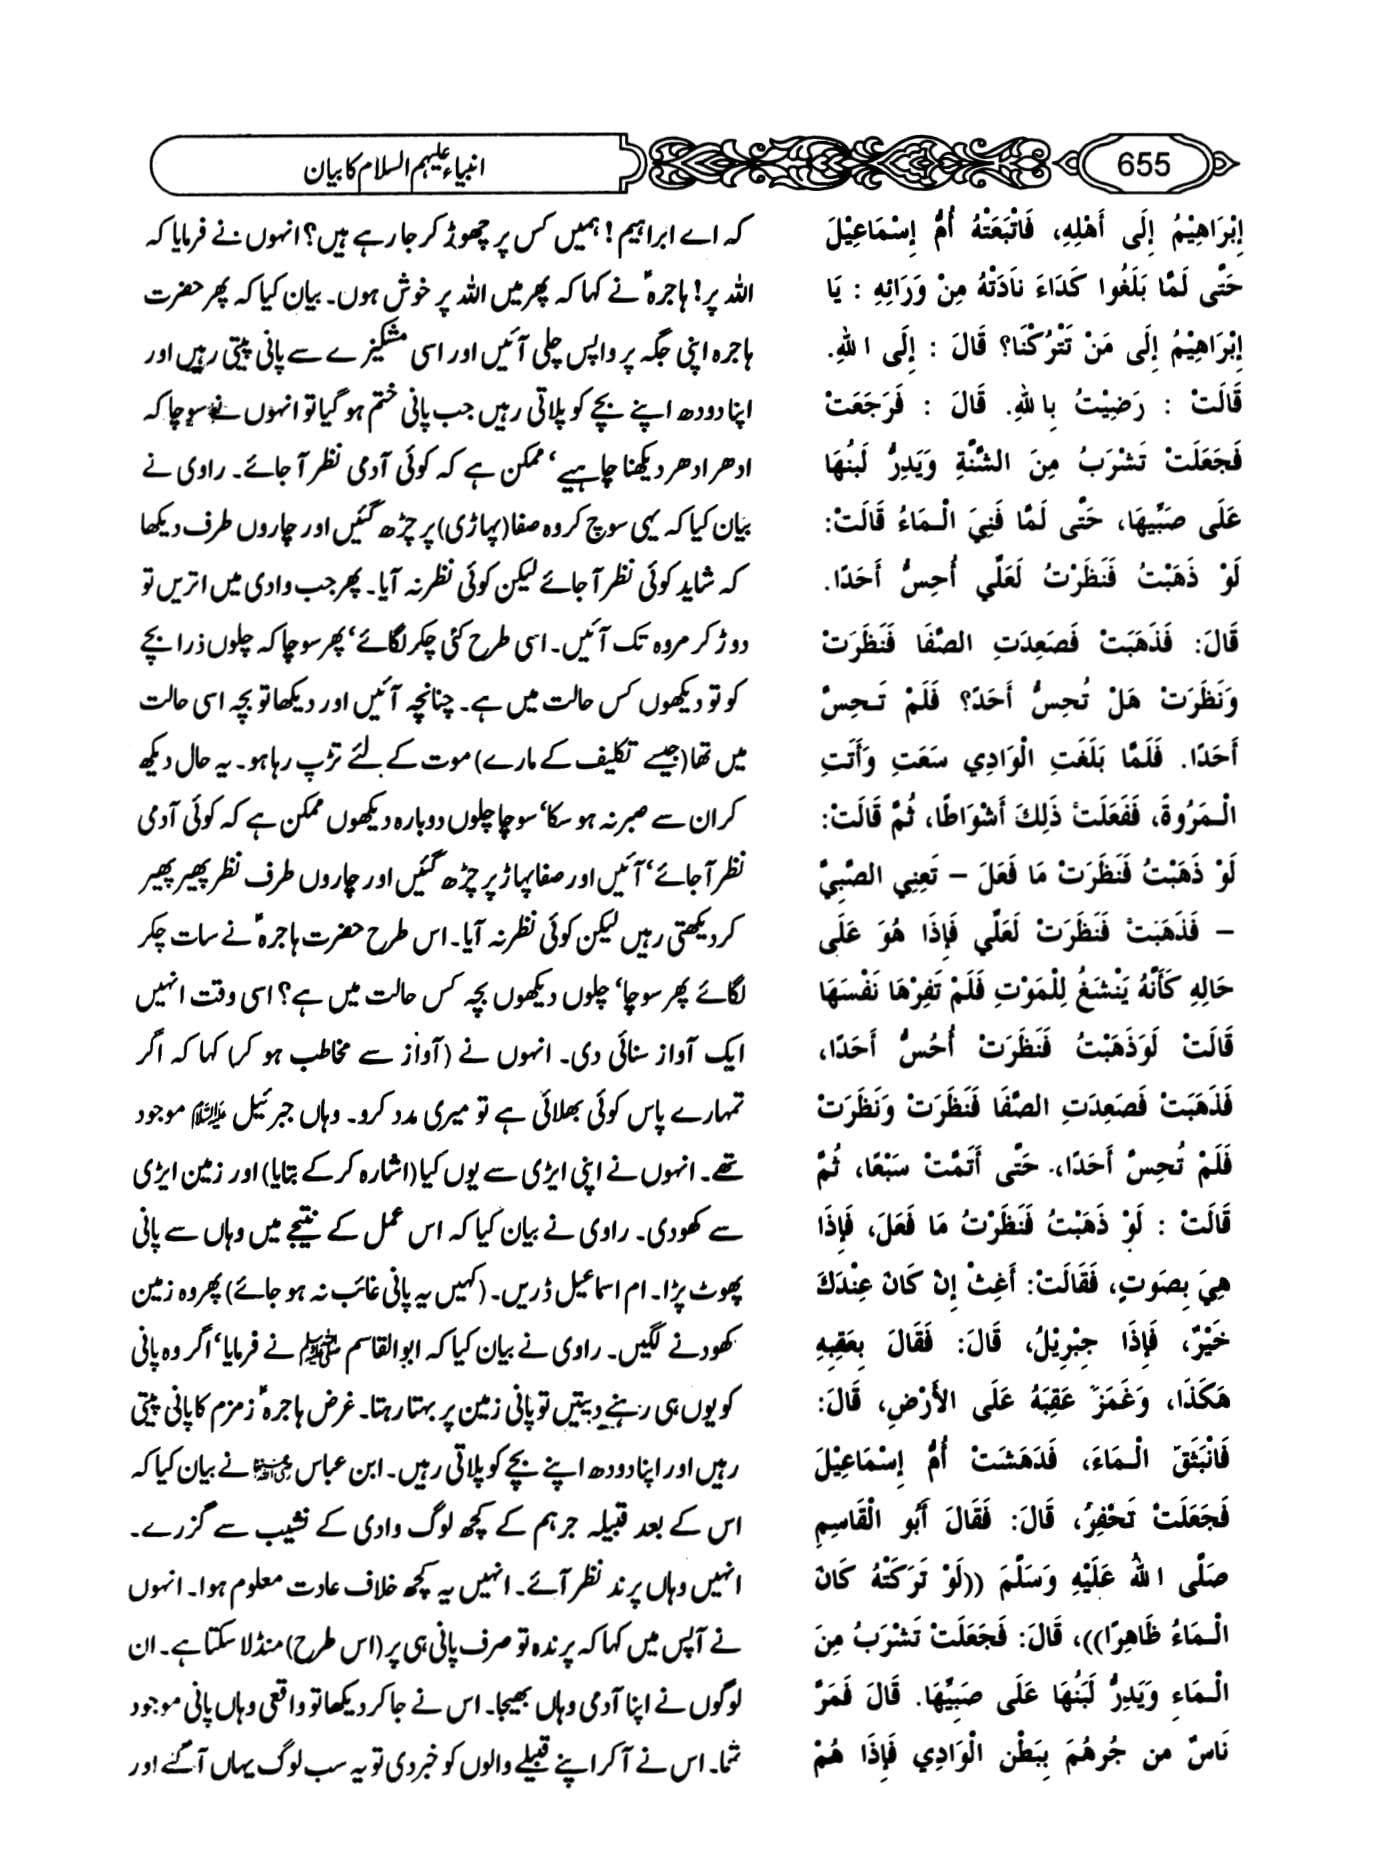 655
انبیاء علیہم السلام کا بیان
إِبْرَاهِيْمُ إِلَى أَهْلِهِ، فَاتْبَعَتْهُ أُمُّ إِسْمَاعِيْلَ
حَتَّى لَمَّا بَلَغُوا كَدَاءَ نَادَتْهُ مِنْ وَرَائِهِ : يَا
إِبْرَاهِيْمُ إِلَى مَنْ تَتْرُكْنَا؟ قَالَ : إِلَى اللهِ.
قَالَتْ : رَضِيْتُ بِاللهِ. قَالَ : فَرَجَعَتْ
فَجَعَلَتْ تَشْرَبُ مِنَ الشَّنَّةِ وَيَدِرُّ لَبَنُهَا
عَلَى صَبِّيهَا، حَتَّى لَمَّا فَنِيَ الْـمَاءُ قَالَتْ:
لَوْ ذَهَبْتُ فَنَظَرْتُ لَعَلِّي أُحِسُّ أَحَدًا.
قَالَ: فَذَهَبَتْ فَصَعِدَتِ الصَّفَا فَنَظَرَتْ
وَنَظَرَتْ هَلْ تُحِسُّ أَحَدً؟ فَلَمْ تَـحِسَّ
أَحَدًا. فَلَمَّا بَلَغَتِ الْوَادِي سَعَتِ وَأَتَتِ
الْـمَرْوَةَ، فَفَعَلَتْ ذَلِكَ أَشْوَاطًا، ثُمَّ قَالَتْ:
لَوْ ذَهَبْتُ فَنَظَرْتُ مَا فَعَلَ – تَعِنِي الصَّبِيَّ
– فَذَهَبَتْ فَنَظَرَتْ لَعَلِّي فَإِذَا هُوَ عَلَى
حَالِهِ كَأَنَّهُ يَنْشَغُ لِلْمَوْتِ فَلَمْ تَفِرْهَا نَفْسَهَا
قَالَتْ لَوَذَهَبْتُ فَنَظَرَتْ أُحُسُّ أَحَدًا،
فَذَهَبَتْ فَصَعِدَتِ الصَّفَا فَنَظَرَتْ وَنَظَرَتْ
فَلَمْ تُحِسَّ أَحَدًا،. حَتَّى أَتَمَّتْ سَبْعًا، ثُمَّ
قَالَتْ : لَوْ ذَهَبْتُ فَنَظَرْتُ مَا فَعَلَ، فَإِذَا
هِيَ بِصَوتٍ، فَقَالَتْ: أَغِثْ إِنْ كَانَ عِنْدَكَ
خَيْرٌ، فَإِذَا جِبْرِيْلُ، قَالَ: فَقَالَ بِعَقِبِهِ
هَكَذَا، وَغَمَزَ عَقِبَهُ عَلَى الأَرْضِ، قَالَ:
فَانْبَثَقَ الْـمَاءَ، فَدَهَشَتْ أُمُّ إِسْمَاعِيْلَ
فَجَعَلَتْ تَحْفِرُ، قَالَ: فَقَالَ أَبُو الْقَاسِمِ
صَلَّى اللهُ عَلَيْهِ وَسَلَّمَ ((لَوْ تَرَكَتْهُ كَانَ
الْـمَاءُ ظَاهِرًا))، قَالَ: فَجَعَلَتْ تَشْرَبُ مِنَ
الْـمَاءِ وَيَدِرُّ لَبَنُهَا عَلَى صَبِيِّهَا. قَالَ فَمَرَّ
نَاسٌ من جُرهُمَ بِبَطْنِ الْوَادِي فَإِذَا هُمْ
کہ اے ابراہیم! ہمیں کس پر چھوڑ کر جا رہے ہیں؟ انہوں نے فرمایا کہ
اللہ پر! ہاجرہؑ نے کہا کہ پھر میں اللہ پر خوش ہوں۔ بیان کیا کہ پھر حضرت
ہاجرہ اپنی جگہ پر واپس چلی آئیں اور اسی مشکیزے سے پانی پیتی رہیں اور
اپنا دودھ اپنے بچے کو پلاتی رہیں جب پانی ختم ہو گیا تو انہوں نے سوچا کہ
ادھر ادھر دیکھنا چاہیے‘ ممکن ہے کہ کوئی آدمی نظر آ جائے۔ راوی نے
بیان کیا کہ یہی سوچ کر وہ صفا (پہاڑی) پر چڑھ گئیں اور چاروں طرف دیکھا
کہ شاید کوئی نظر آ جائے لیکن کوئی نظر نہ آیا۔ پھر جب وادی میں اتریں تو
دوڑ کر مروہ تک آئیں۔ اسی طرح کئی چکر لگائے‘ پھر سوچا کہ چلوں ذرا بچے
کو تو دیکھوں کس حالت میں ہے۔ چنانچہ آئیں اور دیکھا تو بچہ اسی حالت
میں تھا (جیسے تکلیف کے مارے) موت کے لئے تڑپ رہا ہو۔ یہ حال دیکھ
کر ان سے صبر نہ ہو سکا‘ سوچا چلوں دوبارہ دیکھوں ممکن ہے کہ کوئی آدمی
نظر آ جائے‘ آئیں اور صفا پہاڑ پر چڑھ گئیں اور چاروں طرف نظر پھیر پھیر
کر دیکھتی رہیں لیکن کوئی نظر نہ آیا۔ اس طرح حضرت ہاجرہؑ نے سات چکر
لگائے پھر سوچا‘ چلوں دیکھوں بچہ کس حالت میں ہے؟ اسی وقت انہیں
ایک آواز سنائی دی۔ انہوں نے (آواز سے مخاطب ہو کر) کہا کہ اگر
تمہارے پاس کوئی بھلائی ہے تو میری مدد کرو۔ وہاں جبرئیل علیہ السلام موجود
تھے۔ انہوں نے اپنی ایڑی سے یوں کیا (اشارہ کر کے بتایا) اور زمین ایڑی
سے کھودی۔ راوی نے بیان کیا کہ اس عمل کے نتیجے میں وہاں سے پانی
پھوٹ پڑا۔ ام اسماعیل ڈریں۔ (کہیں یہ پانی غائب نہ ہو جائے) پھر وہ زمین
کھودنے لگیں۔ راوی نے بیان کیا کہ ابوالقاسم ﷺ نے فرمایا‘ اگر وہ پانی
کو یوں ہی رہنے دیتیں تو پانی زمین پر بہتا رہتا۔ غرض ہاجرہؑ زمزم کا پانی پیتی
رہیں اور اپنا دودھ اپنے بچے کو پلاتی رہیں۔ ابن عباس رضی اللہ عنہما نے بیان کیا کہ
اس کے بعد قبیلہ جرہم کے کچھ لوگ وادی کے نشیب سے گزرے۔
انہیں وہاں پرند نظر آئے۔ انہیں یہ کچھ خلاف عادت معلوم ہوا۔ انہوں
نے آپس میں کہا کہ پرندہ تو صرف پانی ہی پر (اس طرح) منڈلا سکتا ہے۔ ان
لوگوں نے اپنا آدمی وہاں بھیجا۔ اس نے جا کر دیکھا تو واقعی وہاں پانی موجود
تھا۔ اس نے آ کر اپنے قبیلے والوں کو خبر دی تو یہ سب لوگ یہاں آ گئے اور